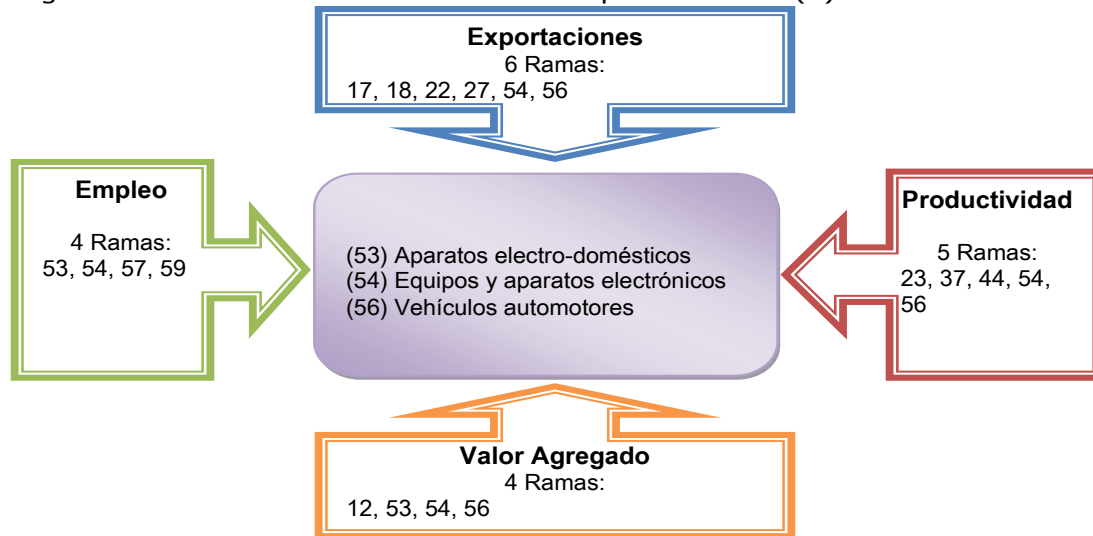 Exportaciones
6 Ramas:
17, 18, 22, 27, 54, 56
Empleo
4 Ramas:
53, 54, 57, 59
(53) Aparatos electro-domésticos
(54) Equipos y aparatos electrónicos
(56) Vehículos automotores
Productividad
5 Ramas:
23, 37, 44, 54,
56
Valor Agregado
4 Ramas:
12, 53, 54, 56